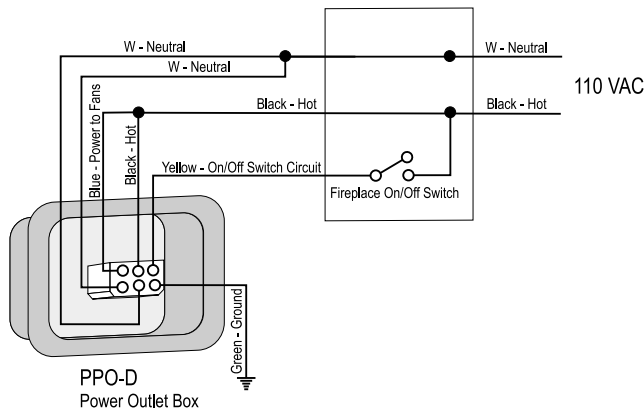 W - Neutral
W - Neutral
W - Neutral
110 VAC
Black - Hot
Black - Hot
Blue - Power to Fans
Black - Hot
Yellow - On/Off Switch Circuit
Fireplace On/Off Switch
Green - Ground
PPO-D
Power Outlet Box